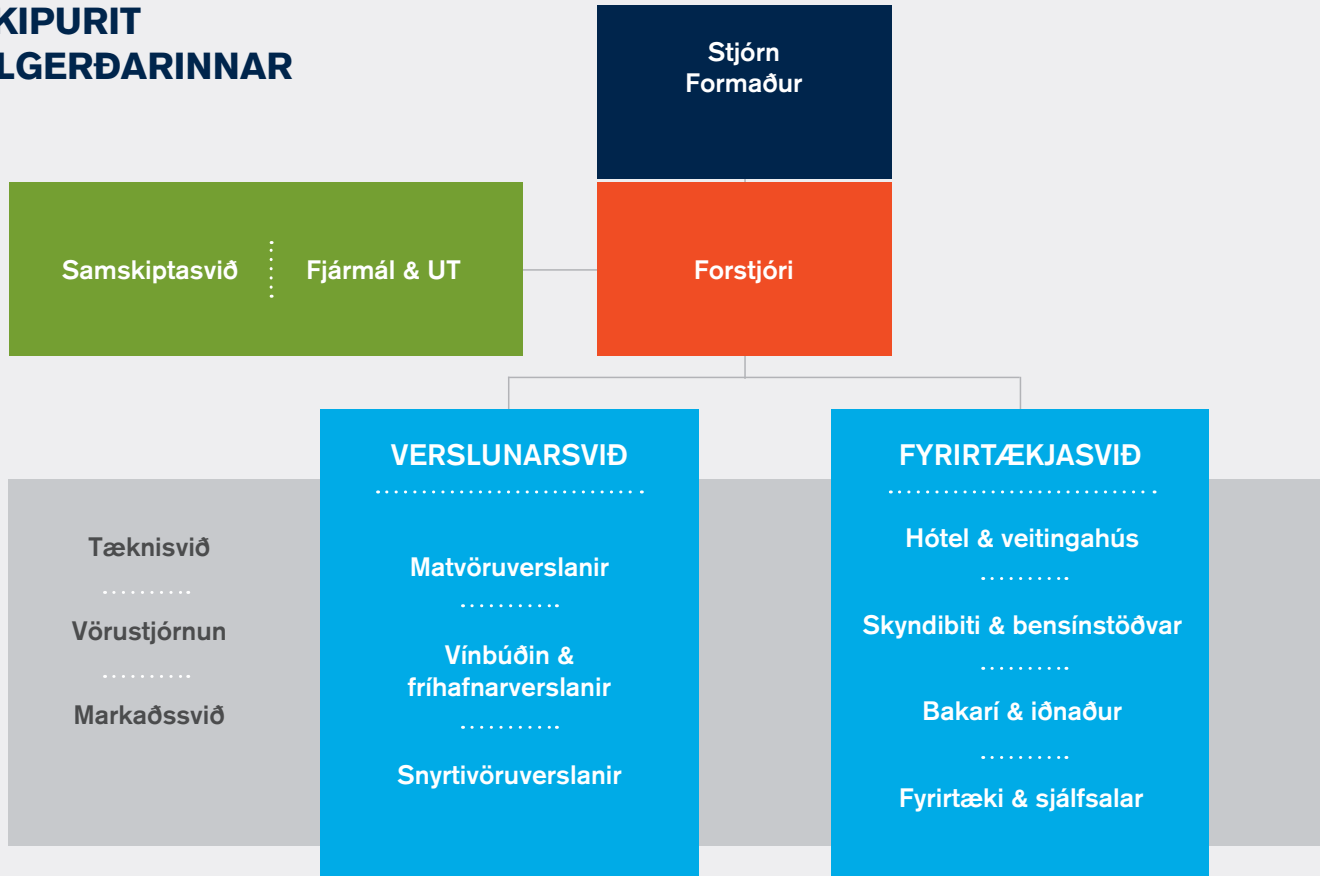 KIPURIT
LGERÐARINNAR
Stjórn
Formaður
Samskiptasvið
Fjármál & UT
Forstjóri
VERSLUNARSVIÐ
Matvöruverslanir
Vínbúðin &
fríhafnarverslanir
Snyrtivöruverslanir
FYRIRTÆKJASVIÐ
Hótel & veitingahús
Skyndibiti & bensínstöðvar
Bakarí & iðnaður
Fyrirtæki & sjálfsalar
Tæknisvið
Vörustjórnun
Markaðssvið